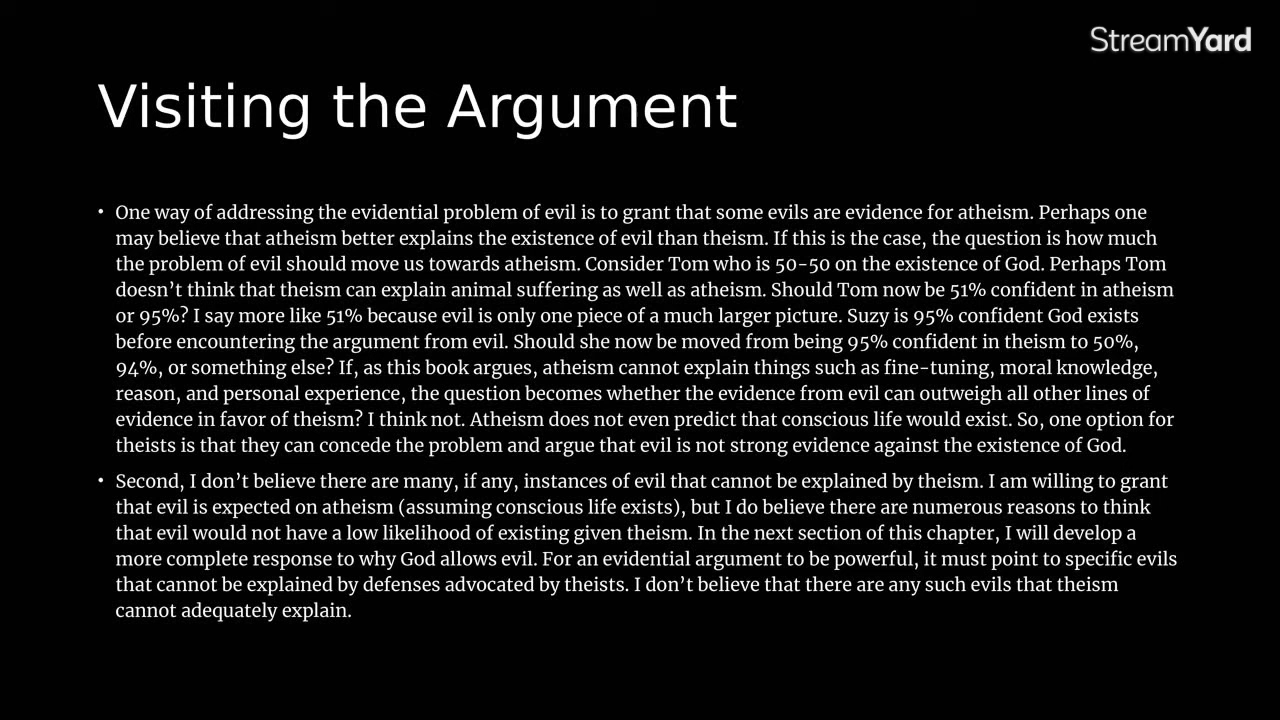 StreamYard
Visiting the Argument
• One way of addressing the evidential problem of evil is to grant that some evils are evidence for atheism. Perhaps one
may believe that atheism better explains the existence of evil than theism. If this is the case, the question is how much
the problem of evil should move us towards atheism. Consider Tom who is 50-50 on the existence of God. Perhaps Tom
doesn’t think that theism can explain animal suffering as well as atheism. Should Tom now be 51% confident in atheism
or 95%? I say more like 51% because evil is only one piece of a much larger picture. Suzy is 95% confident God exists
before encountering the argument from evil. Should she now be moved from being 95% confident in theism to 50%,
94%, or something else? If, as this book argues, atheism cannot explain things such as fine-tuning, moral knowledge,
reason, and personal experience, the question becomes whether the evidence from evil can outweigh all other lines of
evidence in favor of theism? I think not. Atheism does not even predict that conscious life would exist. So, one option for
theists is that they can concede the problem and argue that evil is not strong evidence against the existence of God.
• Second, I don’t believe there are many, if any, instances of evil that cannot be explained by theism. I am willing to grant
that evil is expected on atheism (assuming conscious life exists), but I do believe there are numerous reasons to think
that evil would not have a low likelihood of existing given theism. In the next section of this chapter, I will develop a
more complete response to why God allows evil. For an evidential argument to be powerful, it must point to specific evils
that cannot be explained by defenses advocated by theists. I don’t believe that there are any such evils that theism
cannot adequately explain.